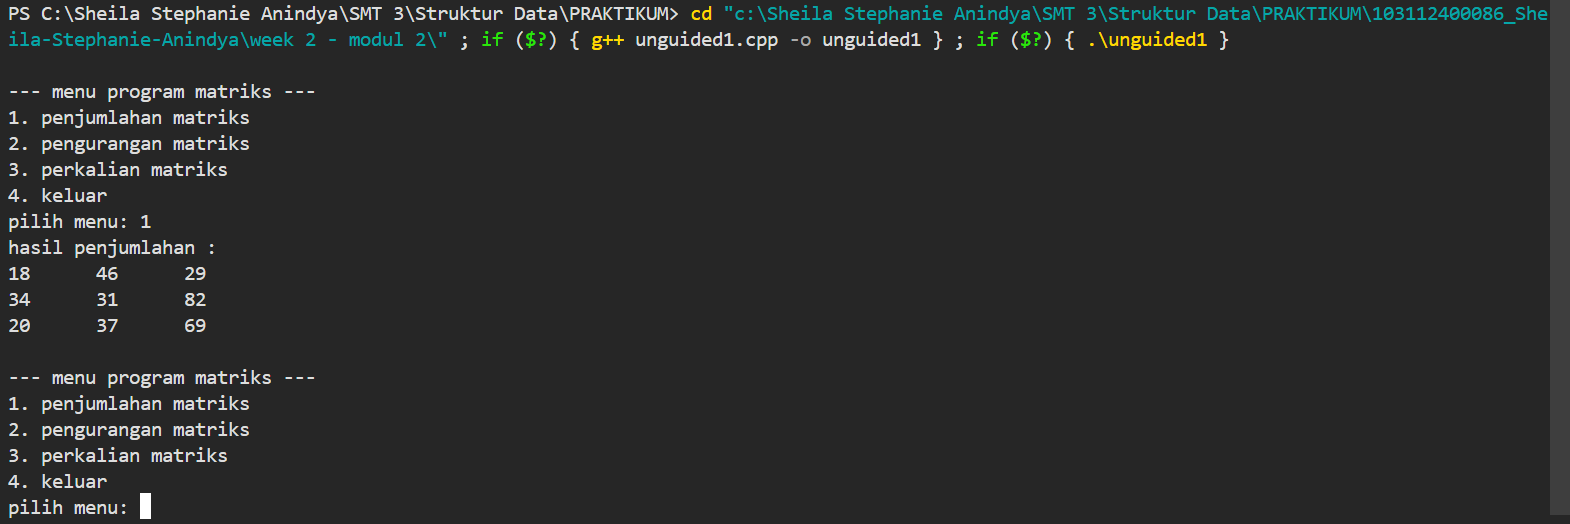 PS C:\Sheila Stephanie Anindya\SMT 3\Struktur Data\PRAKTIKUM> cd "c:\Sheila Stephanie Anindya\SMT 3\Struktur Data\PRAKTIKUM\103112400086_She
ila-Stephanie-Anindya\week 2 - modul 2\" ; if ($?) { g++ unguided1.cpp -o unguided1 } ; if ($?) { .\unguided1 }
--- menu program matriks ---
1. penjumlahan matriks
2. pengurangan matriks
3. perkalian matriks
4. keluar
pilih menu: 1
hasil penjumlahan :
18      46      29
34      31      82
20      37      69
--- menu program matriks ---
1. penjumlahan matriks
2. pengurangan matriks
3. perkalian matriks
4. keluar
pilih menu: